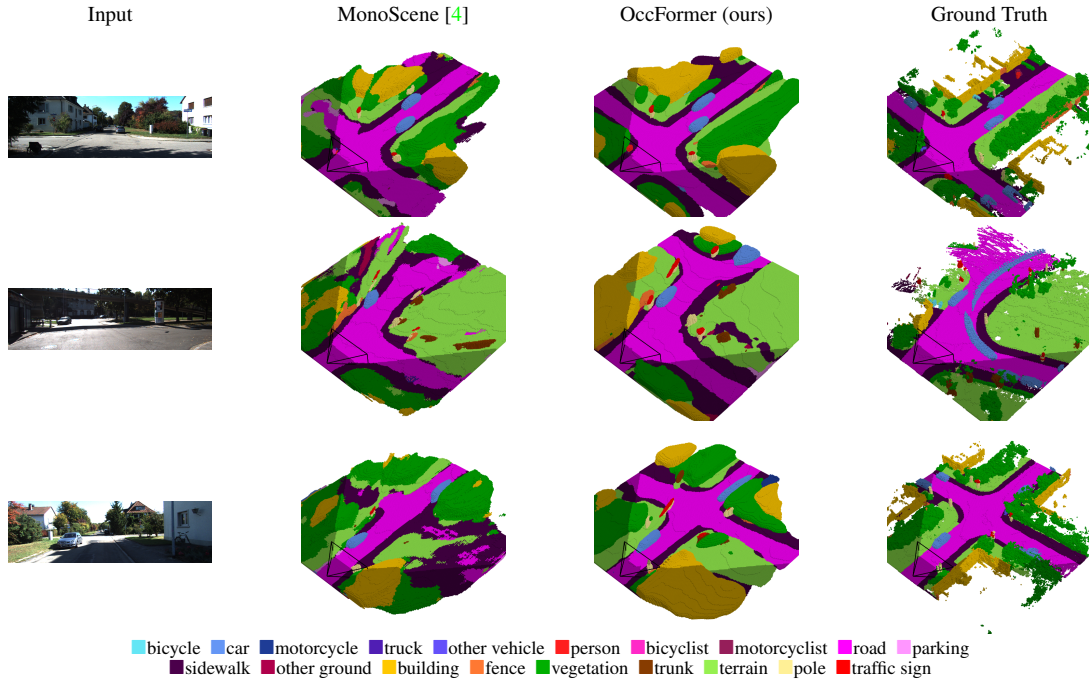 Input MonoScene [4] OccFormer (ours) Ground Truth
bicycle car motorcycle truck other vehicle person bicyclist motorcyclist road parking
sidewalk other ground building fence vegetation trunk terrain pole traffic sign